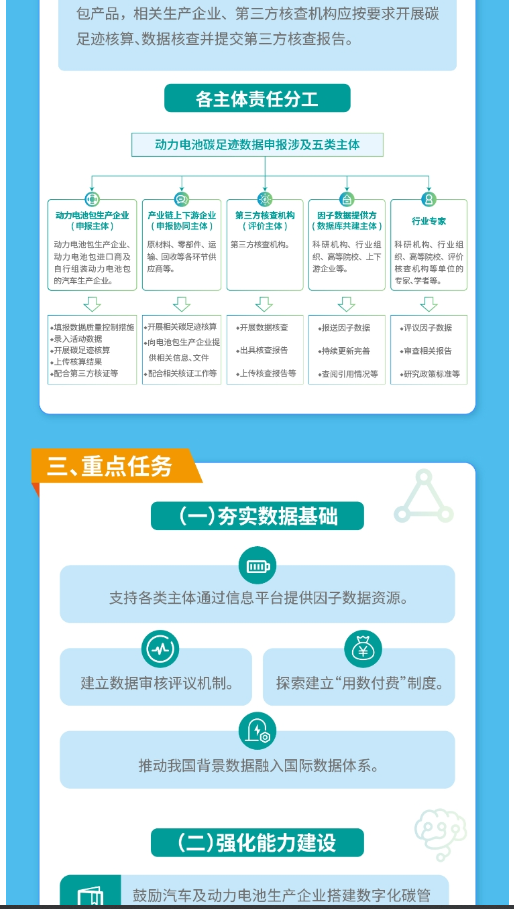 包产品，相关生产企业、第三方核查机构应按要求开展碳
足迹核算、数据核查并提交第三方核查报告。
各主体责任分工
动力电池碳足迹数据申报涉及五类主体
动力电池包生产企业
（申报主体）
动力电池包生产企业、
动力电池包进口商及
自行组装动力电池包
的汽车生产企业。
产业链上下游企业
（申报协同主体）
原材料、零部件、运
输、回收等各环节供
应商等。
第三方核查机构
（评价主体）
第三方核查机构。
因子数据提供方
（数据库共建主体）
科研机构、行业组
织、高等院校、上下
游企业等。
行业专家
科研机构、行业组
织、高等院校、评价
核查机构等单位的
专家、学者等。
•填报数据质量控制措施
•录入活动数据
•开展碳足迹核算
•上传核算结果
•配合第三方核证等
•开展相关碳足迹核算
•向电池包生产企业提
供相关信息、文件
•配合相关核证工作等
•开展数据核查
•出具核查报告
•上传核查报告等
•报送因子数据
•持续更新完善
•查阅引用情况等
•评议因子数据
•审查相关报告
•研究政策标准等
三、重点任务
（一）夯实数据基础
支持各类主体通过信息平台提供因子数据资源。
建立数据审核评议机制。
探索建立“用数付费”制度。
推动我国背景数据融入国际数据体系。
（二）强化能力建设
鼓励汽车及动力电池生产企业搭建数字化碳管